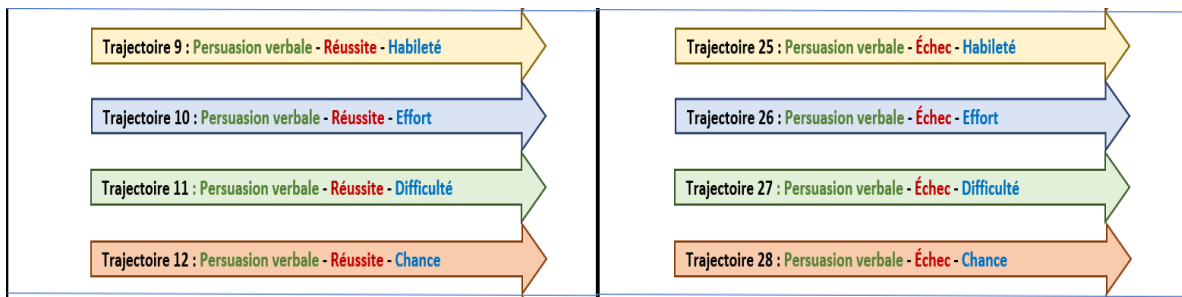 Trajectoire 9 : Persuasion verbale - Réussite - Habileté
Trajectoire 10 : Persuasion verbale - Réussite - Effort
Trajectoire 11 : Persuasion verbale - Réussite - Difficulté
Trajectoire 12 : Persuasion verbale - Réussite - Chance
Trajectoire 25 : Persuasion verbale - Échec - Habileté
Trajectoire 26 : Persuasion verbale - Échec - Effort
Trajectoire 27 : Persuasion verbale - Échec - Difficulté
Trajectoire 28 : Persuasion verbale - Échec - Chance